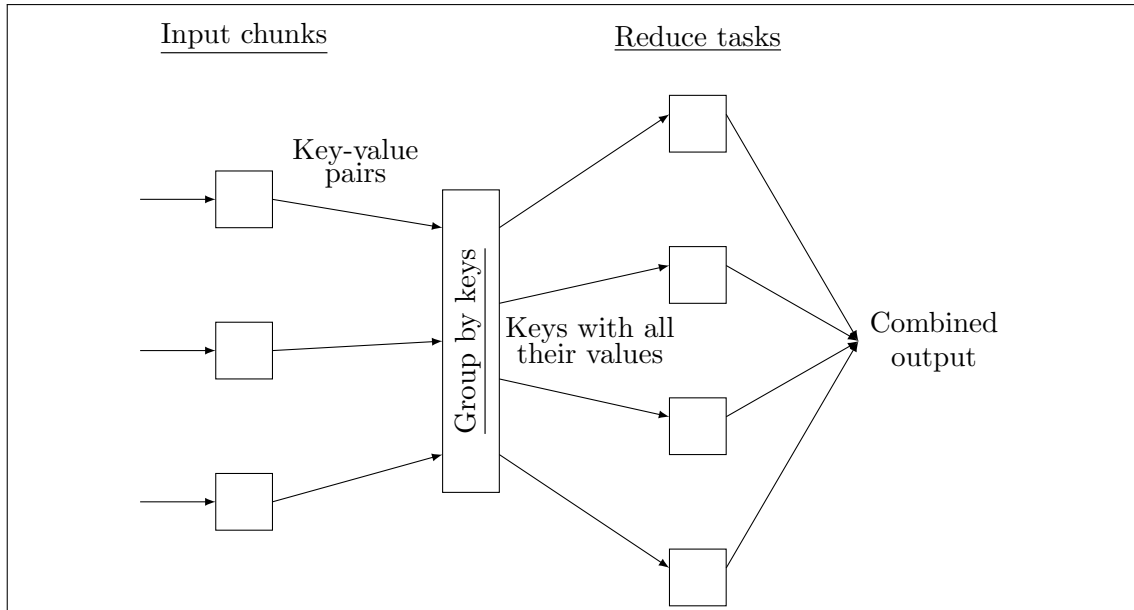 Input chunks
Reduce tasks
Key-value
pairs
Group by keys
Keys with all
their values
Combined
output